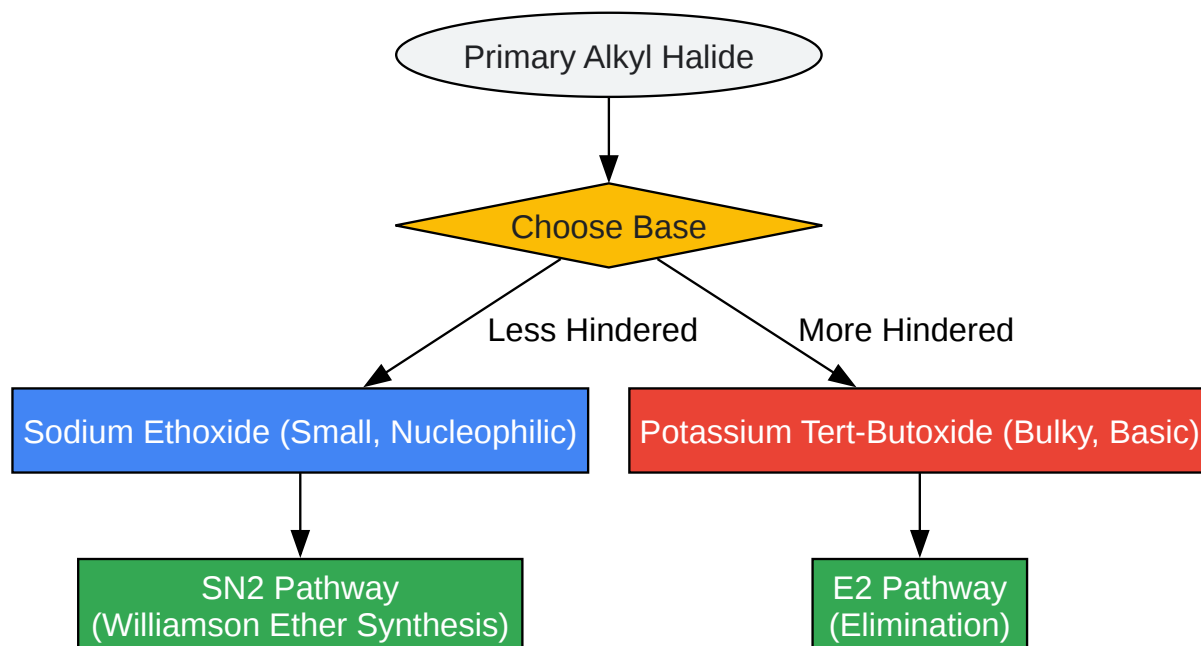 Primary Alkyl Halide
Choose Base
Less Hindered
More Hindered
Sodium Ethoxide (Small, Nucleophilic)
Potassium Tert-Butoxide (Bulky, Basic)
SN2 Pathway
(Williamson Ether Synthesis)
E2 Pathway
(Elimination)